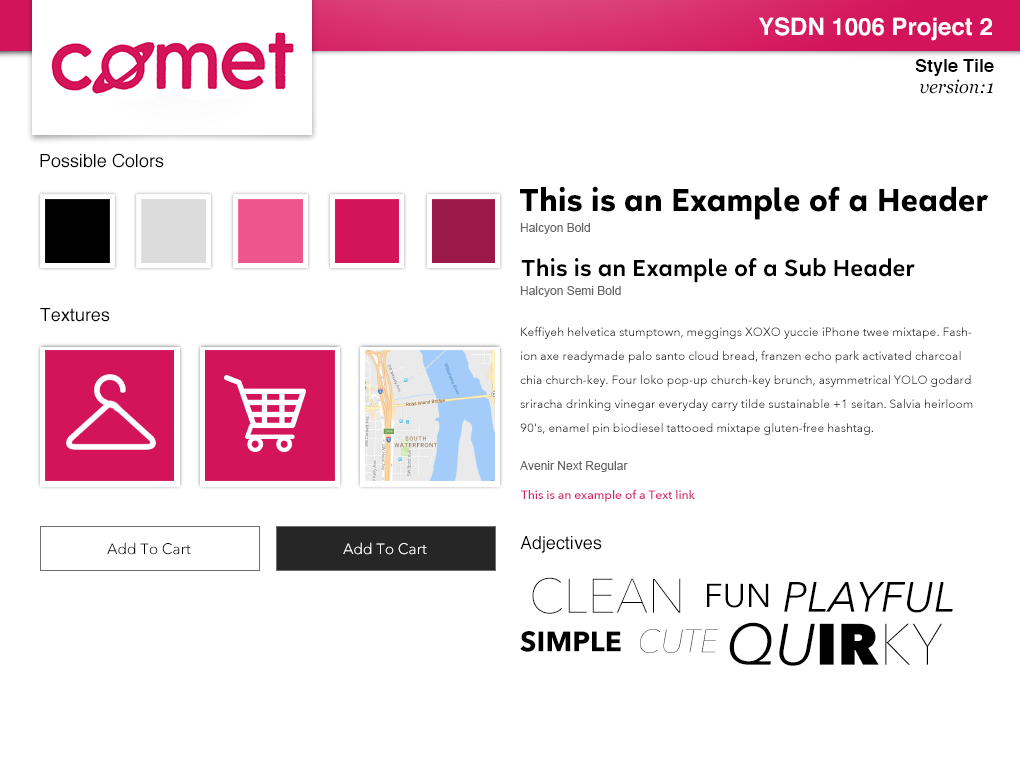 comet
YSDN 1006 Project 2
Style Tile
version:1
Possible Colors
Textures
Ross Island Bridge
SOUTH
WATERFRONT
Add To Cart
Add To Cart
This is an Example of a Header
Halcyon Bold
This is an Example of a Sub Header
Halcyon Semi Bold
Keffiyeh helvetica stumptown, meggings XOXO yuccie iPhone twee mixtape. Fash-
ion axe readymade palo santo cloud bread, franzen echo park activated charcoal
chia church-key. Four loko pop-up church-key brunch, asymmetrical YOLO godard
sriracha drinking vinegar everyday carry tilde sustainable +1 seitan. Salvia heirloom
90's, enamel pin biodiesel tattooed mixtape gluten-free hashtag.
Avenir Next Regular
This is an example of a Text link
Adjectives
CLEAN FUN PLAYFUL
SIMPLE CUTE QUIRKY